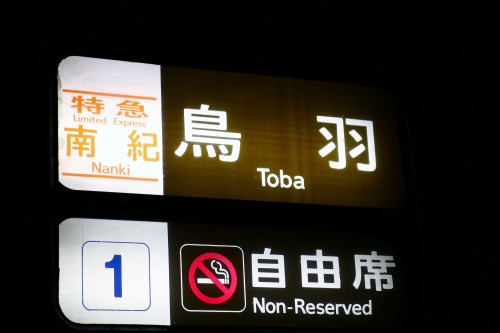 特急
Limited Express
南紀
Nanki
鳥羽
Toba
1
自由席
Non-Reserved